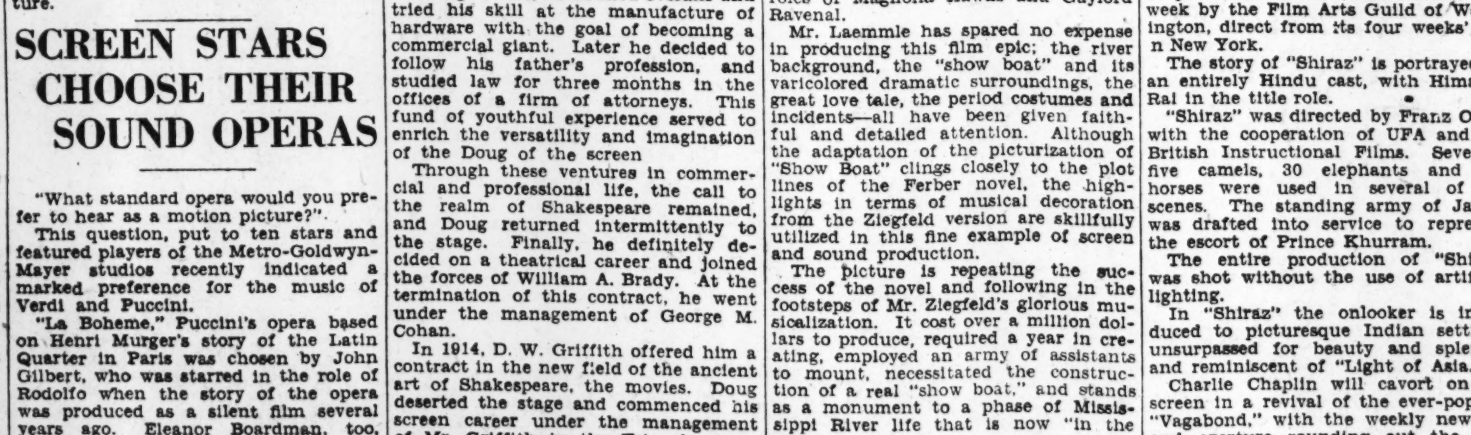 ture.
SCREEN STARS
CHOOSE THEIR
SOUND OPERAS
"What standard opera would you pre-
fer to hear as a motion picture?".
This question, put to ten stars and
featured players of the Metro-Goldwyn-
Mayer studios recently indicated a
marked preference for the music of
Verdi and Puccini.
"La Boheme," Puccini's opera based
on Henri Murger's story of the Latin
Quarter in Paris was chosen by John
Gilbert, who was starred in the role of
Rodolfo when the story of the opera
was produced as a silent film several
years ago. Eleanor Boardman, too,
tried his skill at the manufacture of
hardware with the goal of becoming a
commercial giant. Later he decided to
follow his father's profession, and
studied law for three months in the
offices of a firm of attorneys. This
fund of youthful experience served to
enrich the versatility and imagination
of the Doug of the screen
Through these ventures in commer-
cial and professional life, the call to
the realm of Shakespeare remained,
and Doug returned intermittently to
the stage. Finally, he definitely de-
cided on a theatrical career and joined
the forces of William A. Brady. At the
termination of this contract, he went
under the management of George M.
Cohan.
In 1914, D. W. Griffith offered him a
contract in the new field of the ancient
art of Shakespeare, the movies. Doug
deserted the stage and commenced his
screen career under the management
Ravenal.
Mr. Laemmle has spared no expense
in producing this film epic; the river
background, the "show boat" and its
varicolored dramatic surroundings, the
great love tale, the period costumes and
incidents—all have been given faith-
ful and detailed attention. Although
the adaptation of the picturization of
"Show Boat" clings closely to the plot
lines of the Ferber novel, the high-
lights in terms of musical decoration
from the Ziegfeld version are skillfully
utilized in this fine example of screen
and sound production.
The picture is repeating the suc-
cess of the novel and following in the
footsteps of Mr. Ziegfeld's glorious mu-
sicalization. It cost over a million dol-
lars to produce, required a year in cre-
ating, employed an army of assistants
to mount, necessitated the construc-
tion of a real "show boat," and stands
as a monument to a phase of Missis-
sippi River life that is now "in the
week by the Film Arts Guild of W
ington, direct from its four weeks'
n New York.
The story of "Shiraz" is portraye
an entirely Hindu cast, with Hima
Rai in the title role.
"Shiraz" was directed by Franz O
with the cooperation of UFA and
British Instructional Films. Seve
five camels, 30 elephants and
horses were used in several of
scenes. The standing army of Ja
was drafted into service to repre
the escort of Prince Khurram.
The entire production of "Shi
was shot without the use of arti
lighting.
In "Shiraz" the onlooker is in
duced to picturesque Indian sett
unsurpassed for beauty and sple
and reminiscent of "Light of Asia.
Charlie Chaplin will cavort on
screen in a revival of the ever-pop
"Vagabond," with the weekly new